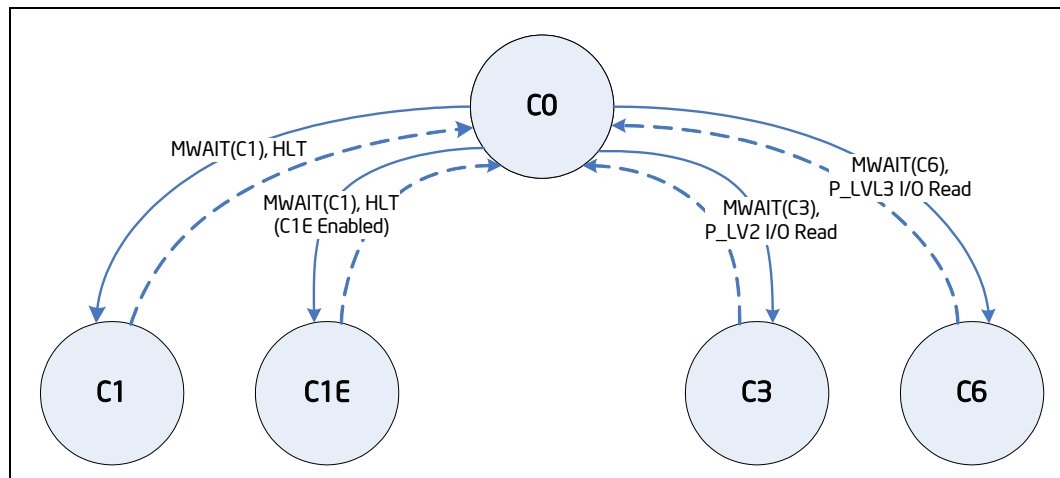 C0
MWAIT(C1), HLT
MWAIT(C1), HLT
(C1E Enabled)
MWAIT(C3),
P_LV2 I/O Read
MWAIT(C6),
P_LVL3 I/O Read
C1
C1E
C3
C6